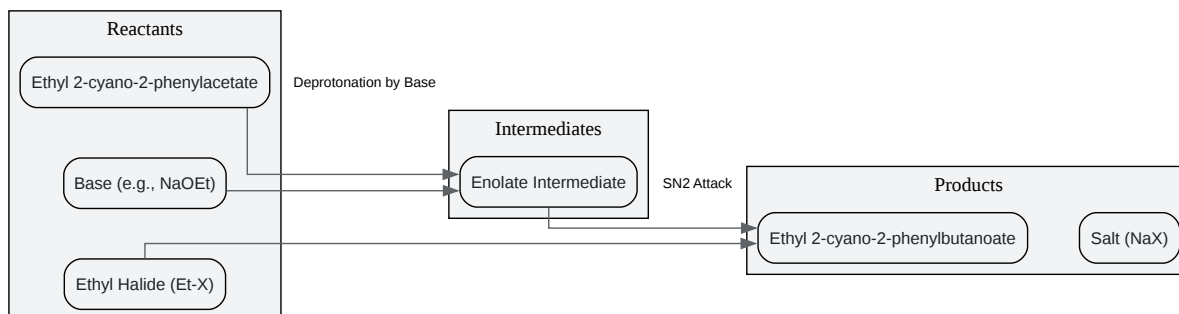 Reactants
Ethyl 2-cyano-2-phenylacetate
Deprotonation by Base
Intermediates
Base (e.g., NaOEt)
Enolate Intermediate
SN2 Attack
Products
Ethyl 2-cyano-2-phenylbutanoate
Salt (NaX)
Ethyl Halide (Et-X)